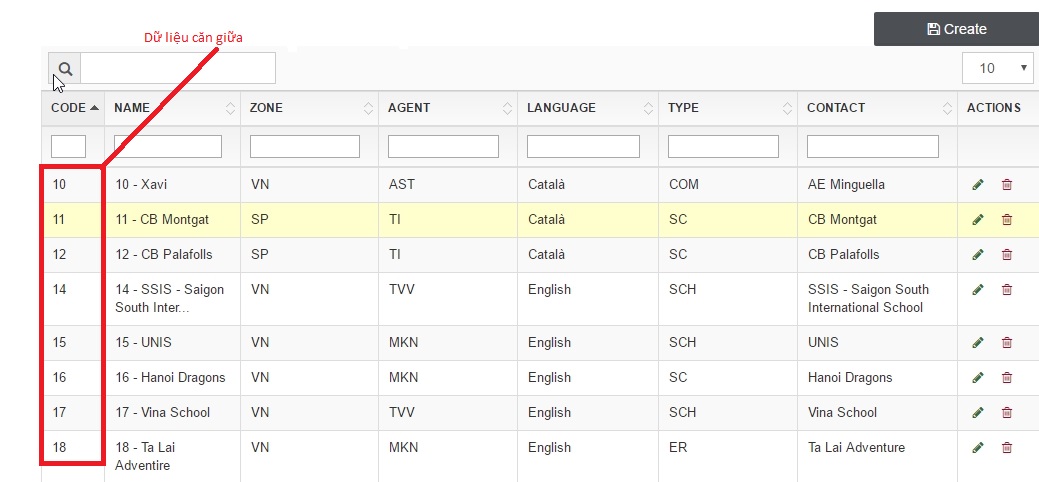 Dữ liệu căn giữa
Create
10
CODE NAME ZONE AGENT LANGUAGE TYPE CONTACT ACTIONS
10 10 - Xavi VN AST Català COM AE Minguella
11 11 - CB Montgat SP TI Català SC CB Montgat
12 12 - CB Palafolls SP TI Català SC CB Palafolls
14 14 - SSIS - Saigon VN TVV English SCH SSIS - Saigon South
South Inter... International School
15 15 - UNIS VN MKN English SCH UNIS
16 16 - Hanoi Dragons VN MKN English SC Hanoi Dragons
17 17 - Vina School VN TVV English SCH Vina School
18 18 - Ta Lai VN MKN English ER Ta Lai Adventure
Adventire